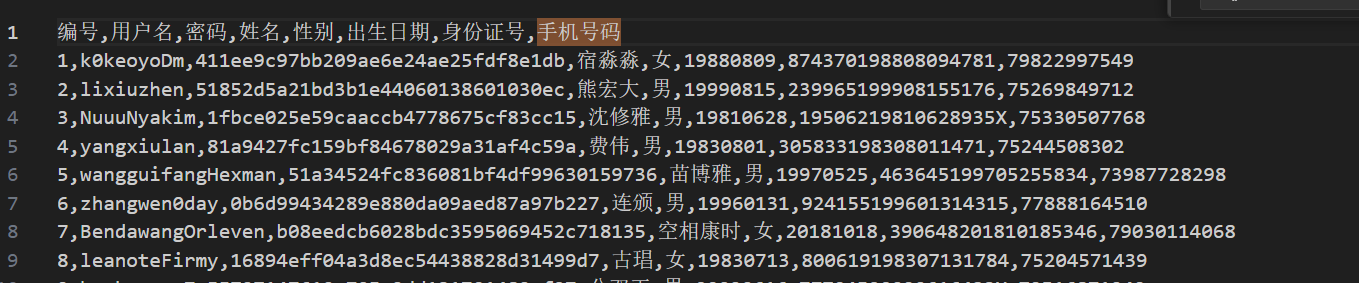 1 编号,用户名,密码,姓名,性别,出生日期,身份证号,手机号码
2 1,k0keoyoDm,411ee9c97bb209ae6e24ae25fdf8e1db,宿淼淼,女,19880809,874370198808094781,79822997549
3 2,lixiuzhen,51852d5a21bd3b1e44060138601030ec,熊宏大,男,19990815,239965199908155176,75269849712
4 3,NuuuNyakim,1fbce025e59caaccb4778675cf83cc15,沈修雅,男,19810628,19506219810628935X,75330507768
5 4,yangxiulan,81a9427fc159bf84678029a31af4c59a,费伟,男,19830801,305833198308011471,75244508302
6 5,wangguifangHexman,51a34524fc836081bf4df99630159736,苗博雅,男,19970525,463645199705255834,73987728298
7 6,zhangwen0day,0b6d99434289e880da09aed87a97b227,连颁,男,19960131,924155199601314315,77888164510
8 7,BendawangOrleven,b08eedcb6028bdc3595069452c718135,空相康时,女,20181018,390648201810185346,79030114068
9 8,leanoteFirmy,16894eff04a3d8ec54438828d31499d7,古琩,女,19830713,800619198307131784,75204571439